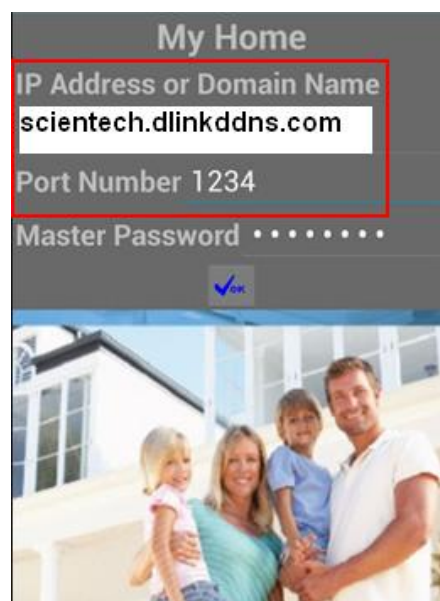 My Home
IP Address or Domain Name
scientech.dlinkddns.com
Port Number 1234
Master Password ••••••••
OK